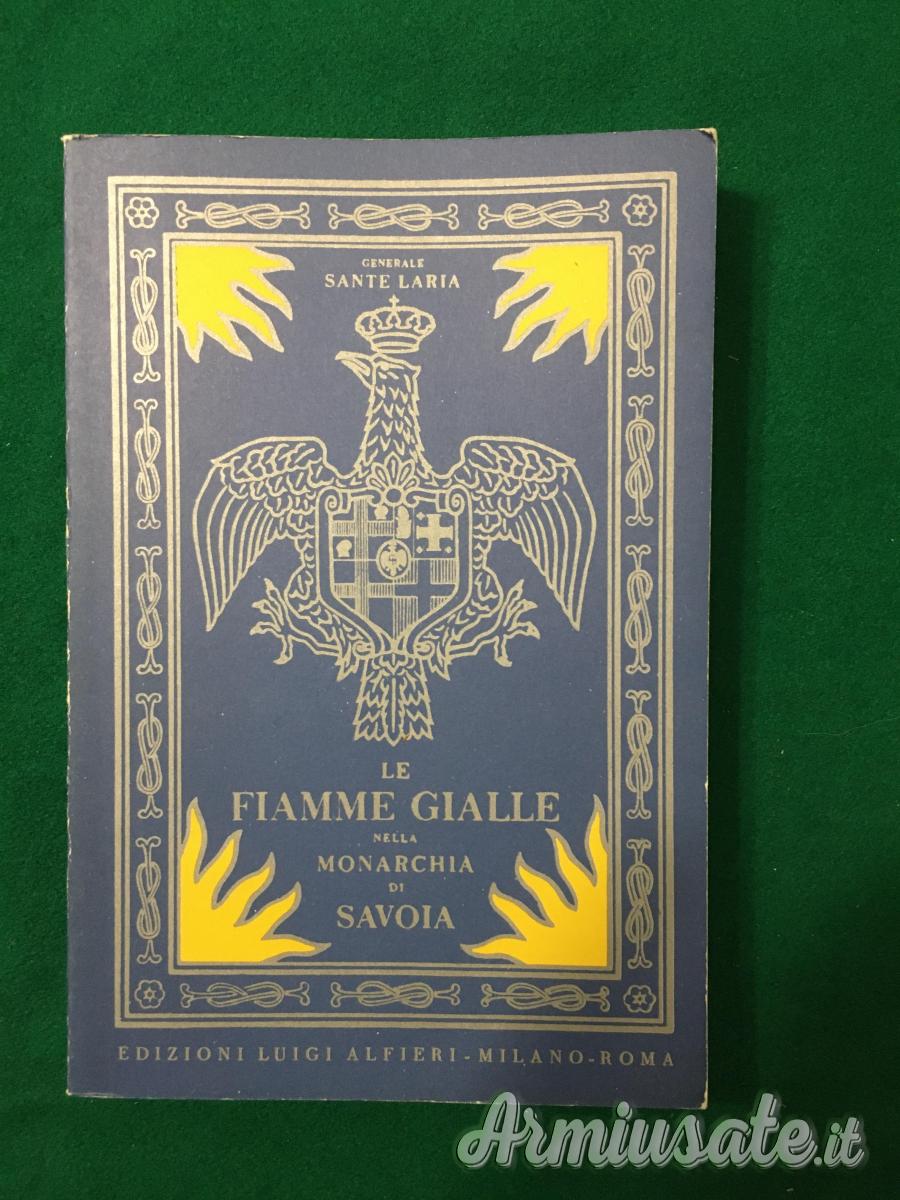 GENERALE
SANTE LARIA
LE
FIAMME GIALLE
NELLA
MONARCHIA
DI
SAVOIA
EDIZIONI LUIGI ALFIERI-MILANO-ROMA
Armiusate.it